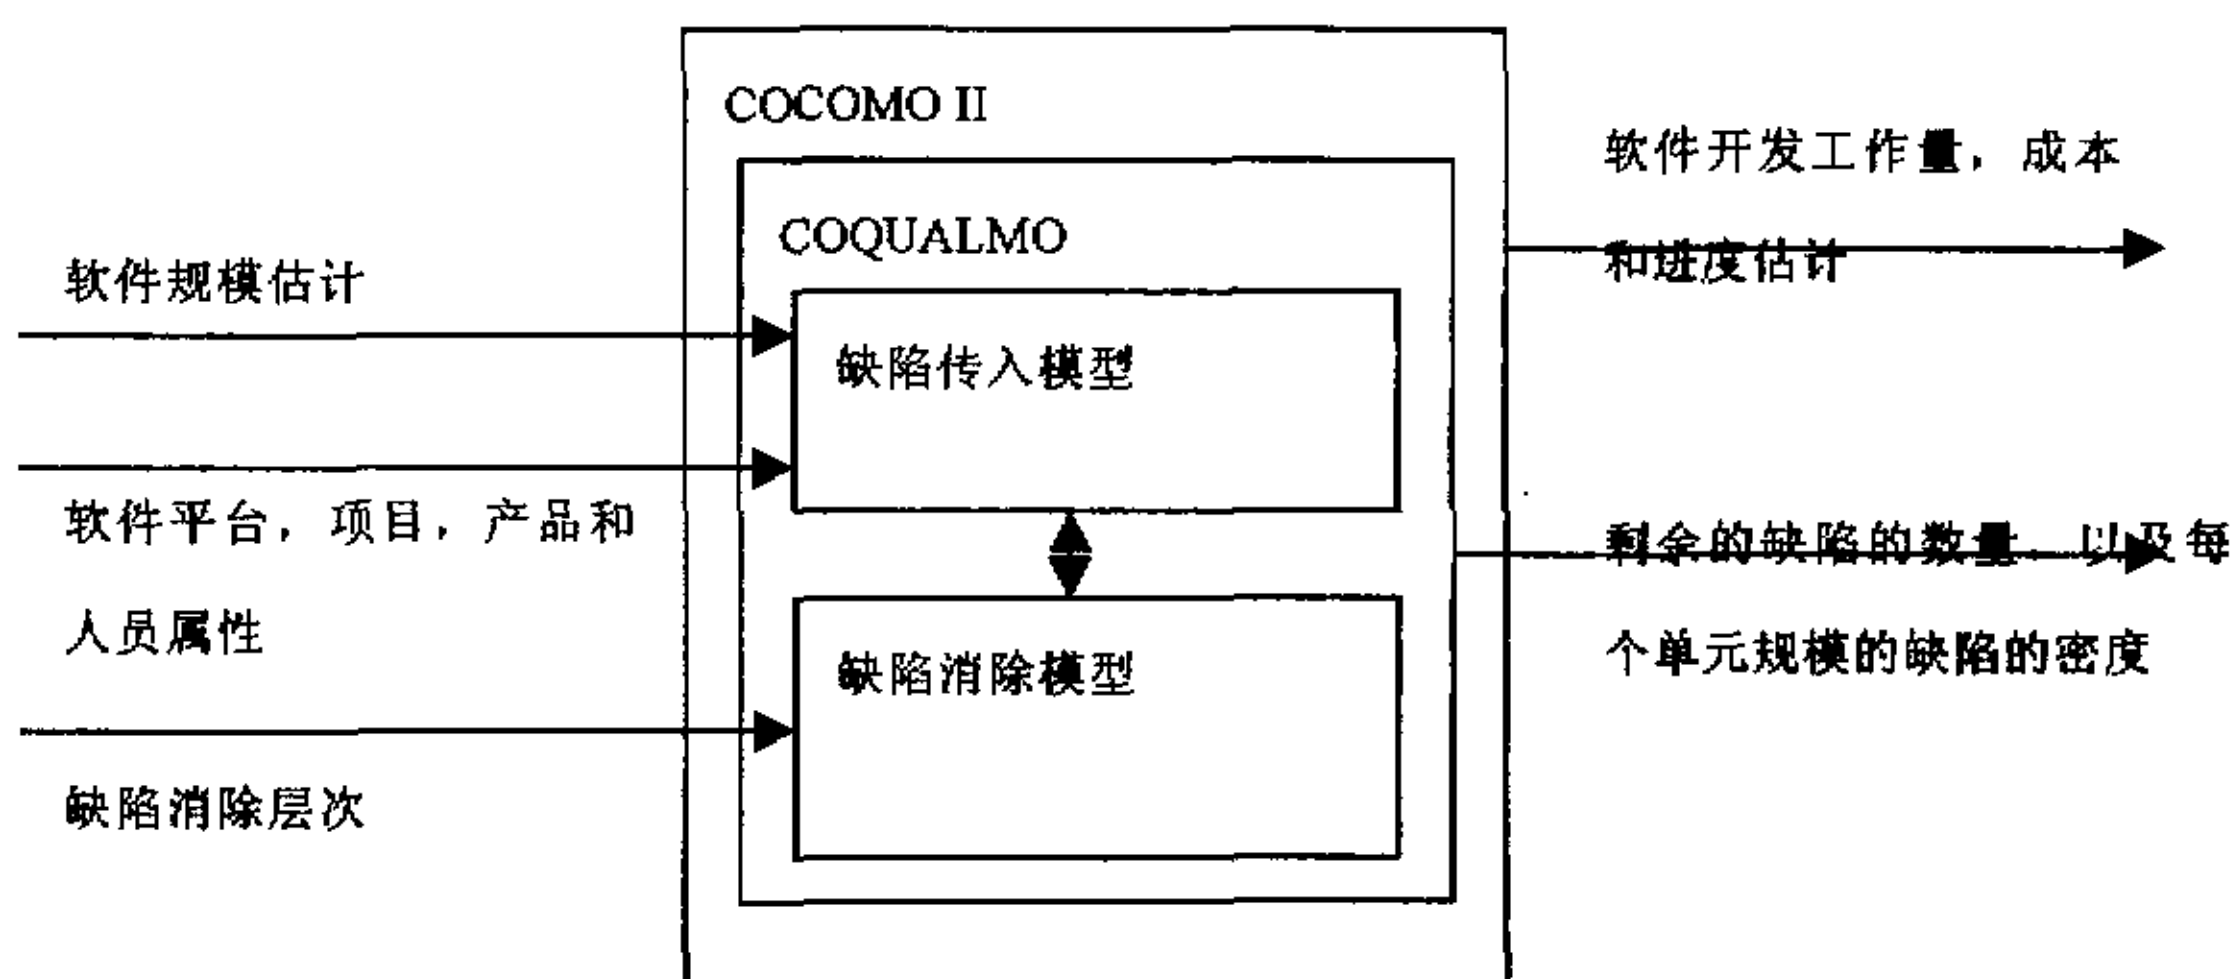 COCOMO II
COQUALMO
软件规模估计
缺陷传入模型
软件平台，项目，产品和
人员属性
缺陷消除模型
缺陷消除层次
软件开发工作量，成本
和进度估计
剩余的缺陷的数量，以及每
个单元规模的缺陷的密度